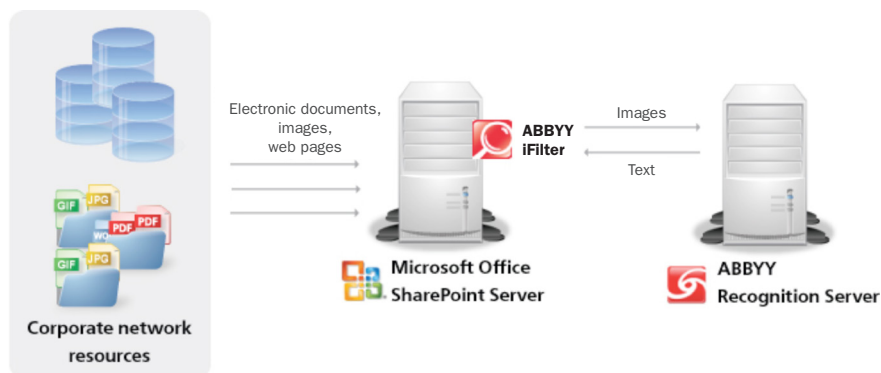 GIF
JPG
WO
PDF
PDF
GIF
JPG
Corporate network
resources
Electronic documents,
images,
web pages
ABBYY
iFilter
Microsoft Office
SharePoint Server
Images
Text
ABBYY
Recognition Server